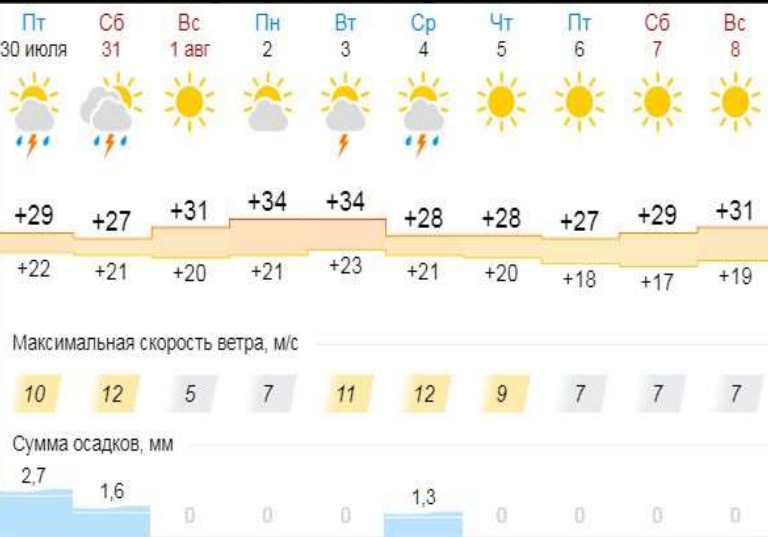 Пт Сб Вс Пн Вт Ср Чт Пт Сб Вс
30 июля 31 1 авг 2 3 4 5 6 7 8
+29 +27 +31 +34 +34 +28 +28 +27 +29 +31
+22 +21 +20 +21 +23 +21 +20 +18 +17 +19
Максимальная скорость ветра, м/с
10 12 5 7 11 12 9 7 7 7
Сумма осадков, мм
2,7 1,6 0 0 0 1,3 0 0 0 0